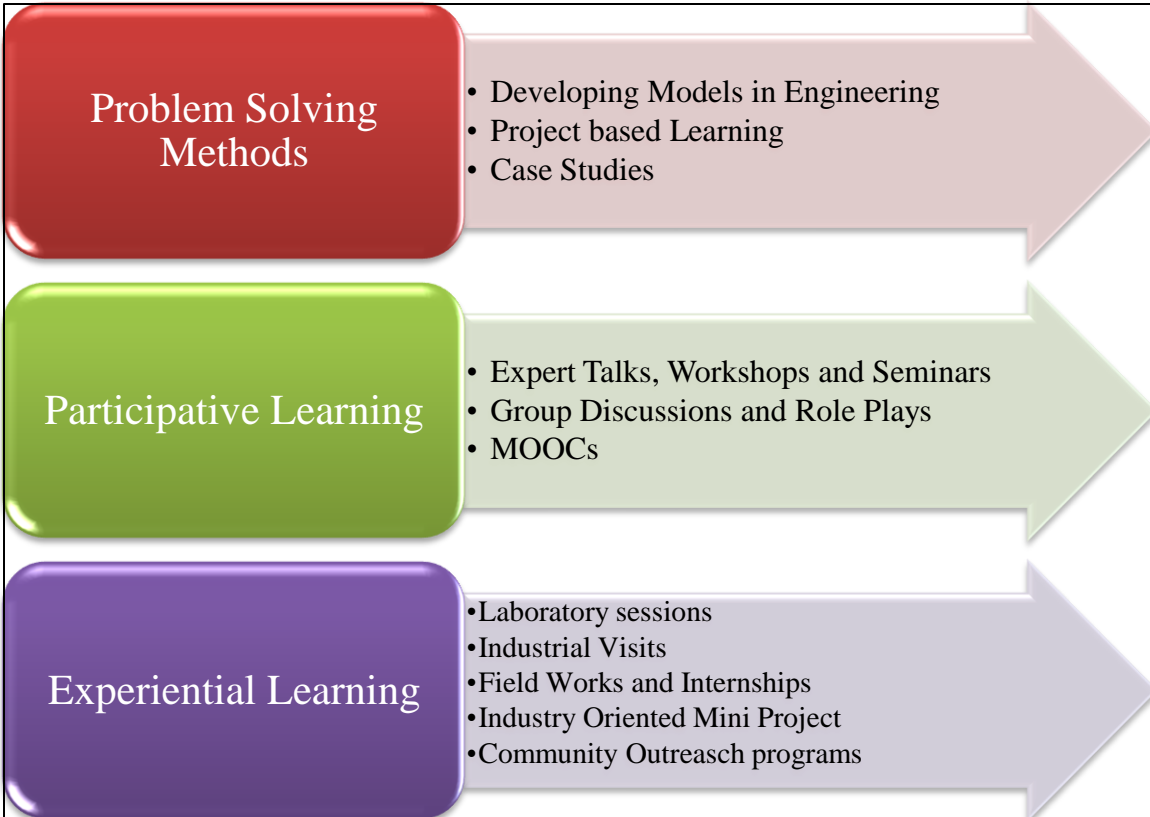 Problem Solving
Methods
• Developing Models in Engineering
• Project based Learning
• Case Studies
Participative Learning
• Expert Talks, Workshops and Seminars
• Group Discussions and Role Plays
• MOOCs
Experiential Learning
•Laboratory sessions
•Industrial Visits
•Field Works and Internships
•Industry Oriented Mini Project
•Community Outreasch programs